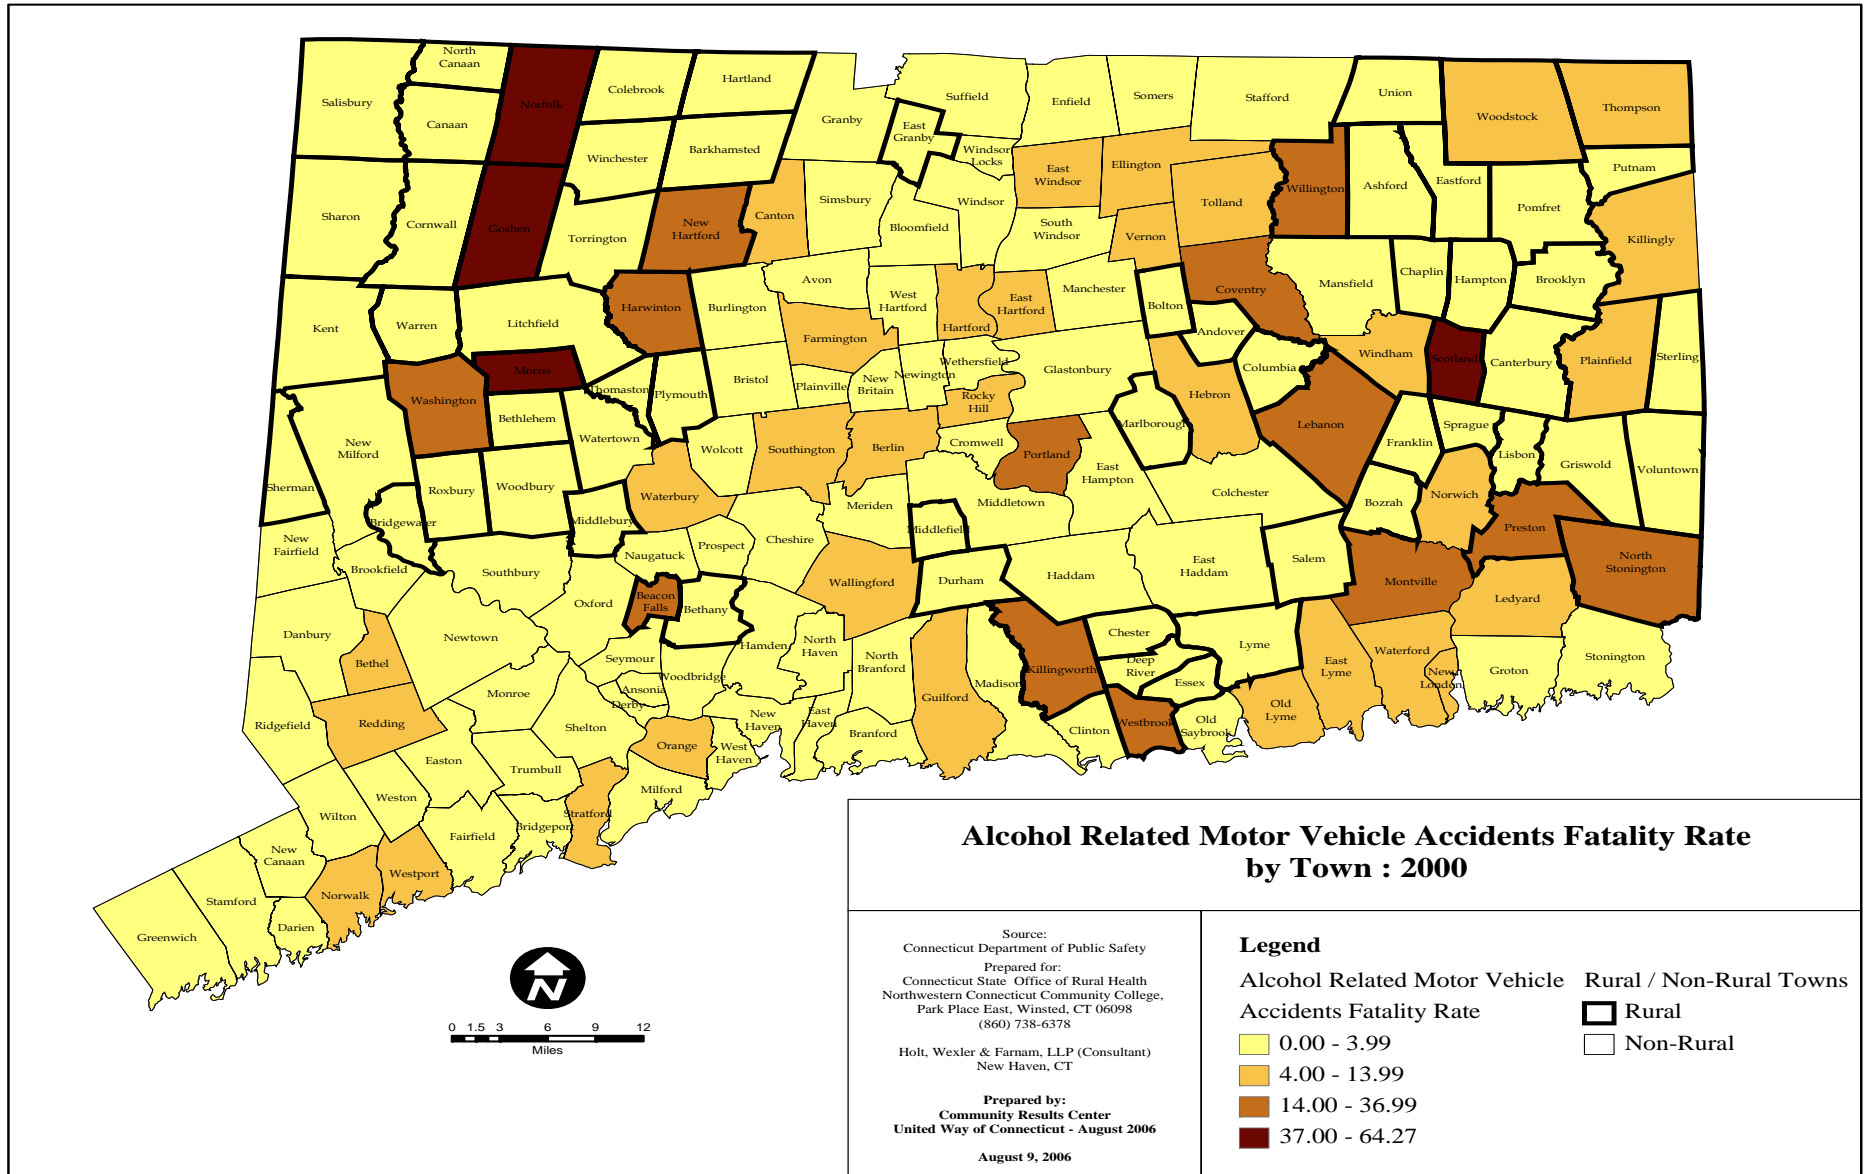 North
Canaan
Salisbury
Norfolk
Colebrook
Hartland
Canaan
Granby
Suffield
Enfield
Somers
Stafford
Union
Woodstock
Thompson
East
Granby
Winchester
Barkhamsted
Windsor
Locks
East
Windsor
Ellington
Willington
Ashford
Eastford
Putnam
Sharon
Cornwall
Goshen
Torrington
New
Hartford
Canton
Simsbury
Bloomfield
Windsor
South
Windsor
Vernon
Tolland
Pomfret
Killingly
Kent
Warren
Litchfield
Harwinton
Burlington
Avon
West
Hartford
Hartford
East
Hartford
Manchester
Bolton
Coventry
Mansfield
Chaplin
Hampton
Brooklyn
Farmington
Andover
Washington
Morris
Thomaston
Plymouth
Bristol
Plainville
New
Britain
Newington
Wethersfield
Rocky
Hill
Glastonbury
Hebron
Columbia
Windham
Scotland
Canterbury
Plainfield
Sterling
New
Milford
Bethlehem
Watertown
Wolcott
Southington
Berlin
Cromwell
Portland
East
Hampton
Marlborough
Lebanon
Franklin
Sprague
Lisbon
Griswold
Voluntown
Sherman
Bridgewater
Roxbury
Woodbury
Middlebury
Waterbury
Meriden
Middletown
Middlefield
Colchester
Bozrah
Norwich
Preston
North
Stonington
New
Fairfield
Brookfield
Southbury
Naugatuck
Prospect
Cheshire
Wallingford
Durham
Haddam
East
Haddam
Salem
Montville
Ledyard
Danbury
Bethel
Newtown
Oxford
Beacon
Falls
Bethany
Hamden
North
Haven
North
Branford
Guilford
Madison
Killingworth
Chester
Deep
River
Essex
Lyme
East
Lyme
Waterford
New
London
Groton
Stonington
Ridgefield
Redding
Monroe
Seymour
Ansonia
Derby
Woodbridge
Shelton
Orange
New
Haven
West
Haven
East
Haven
Branford
Clinton
Westbrook
Old
Saybrook
Old
Lyme
Easton
Trumbull
Weston
Wilton
Milford
Stratford
Bridgeport
Fairfield
New
Canaan
Norwalk
Westport
Stamford
Darien
Greenwich
N
0 1.5 3 6 9 12
Miles
Alcohol Related Motor Vehicle Accidents Fatality Rate
by Town : 2000
Source:
Connecticut Department of Public Safety
Prepared for:
Connecticut State Office of Rural Health
Northwestern Connecticut Community College,
Park Place East, Winsted, CT 06098
(860) 738-6378
Holt, Wexler & Farnam, LLP (Consultant)
New Haven, CT
Prepared by:
Community Results Center
United Way of Connecticut - August 2006
August 9, 2006
Legend
Alcohol Related Motor Vehicle
Accidents Fatality Rate
0.00 - 3.99
4.00 - 13.99
14.00 - 36.99
37.00 - 64.27
Rural / Non-Rural Towns
Rural
Non-Rural